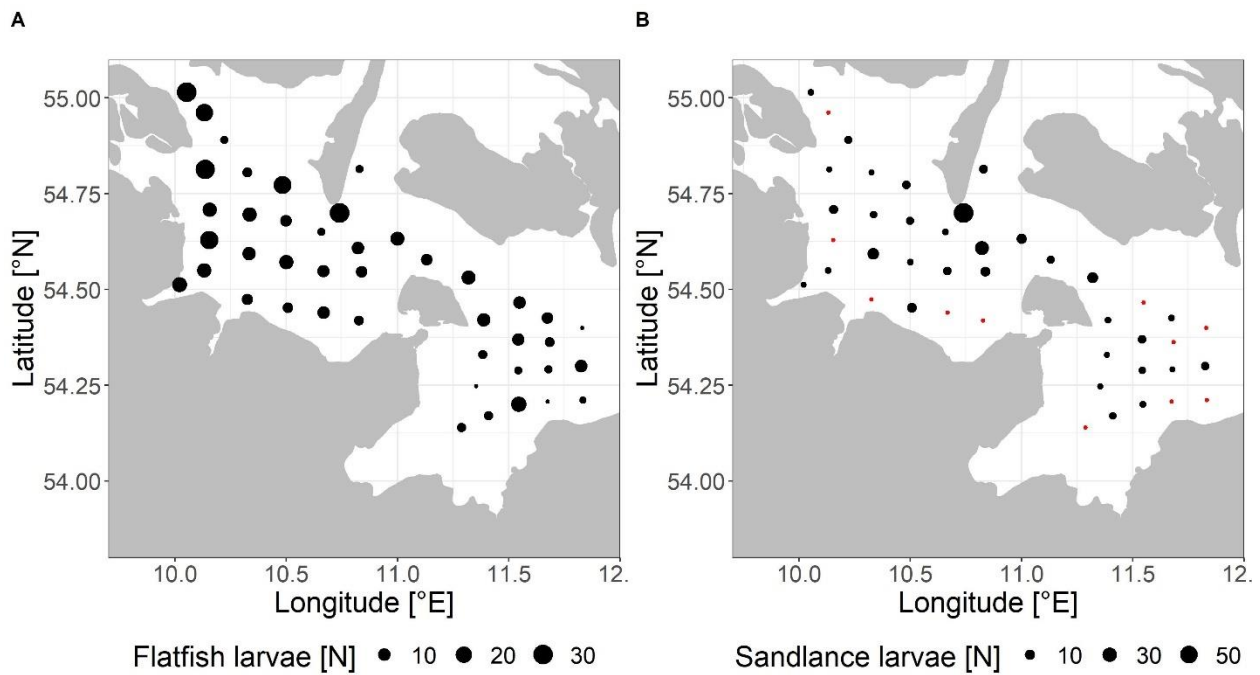 A
55.00
54.75
54.50
54.25
54.00
Latitude [°N]
10.0 10.5 11.0 11.5 12.
Longitude [°E]
Flatfish larvae [N] 10 20 30
B
55.00
54.75
54.50
54.25
54.00
Latitude [°N]
10.0 10.5 11.0 11.5 12.
Longitude [°E]
Sandlance larvae [N] 10 30 50